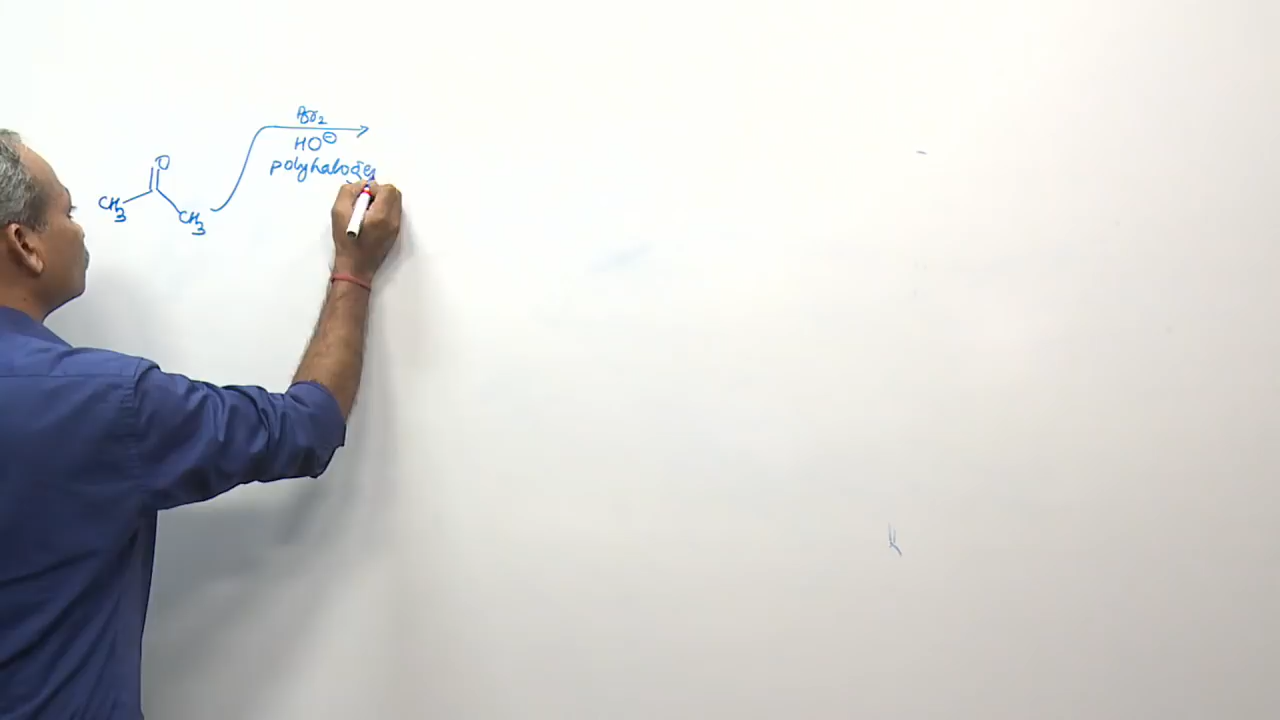 Br₂
HO⊖
polyhalogen
O
CH₃
CH₃